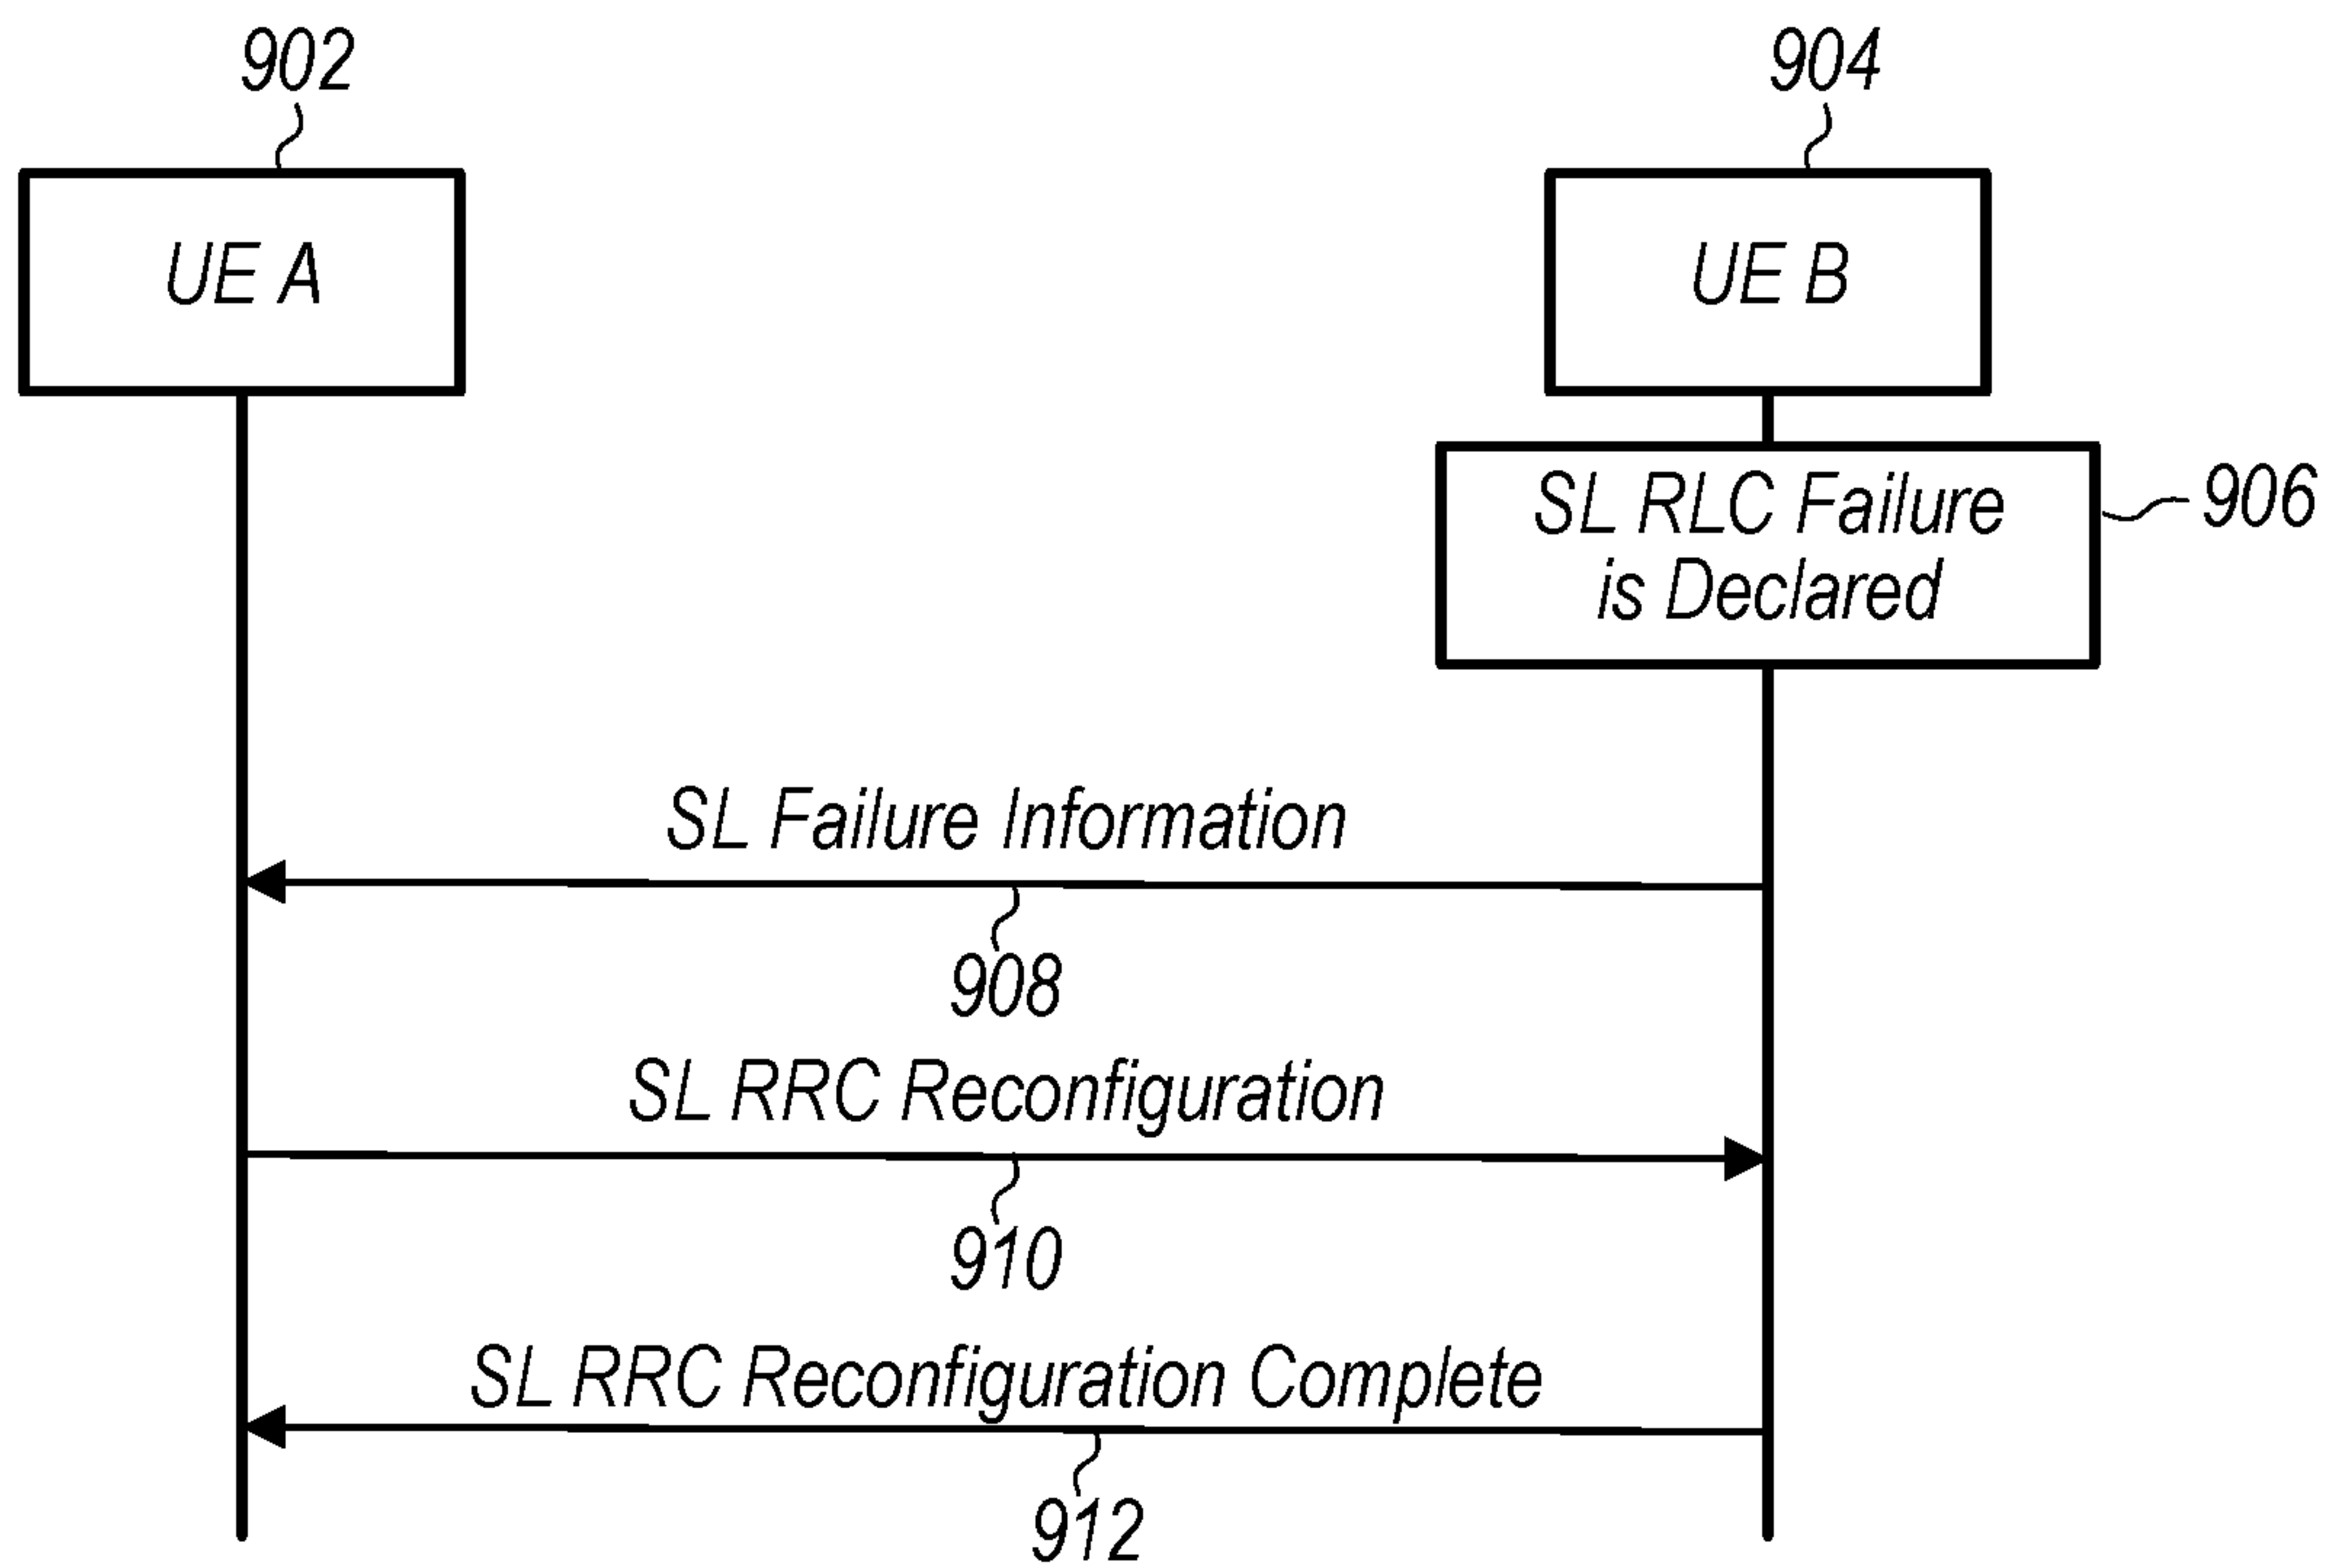 902
904
UE A
UE B
SL RLC Failure
is Declared
906
SL Failure Information
908
SL RRC Reconfiguration
910
SL RRC Reconfiguration Complete
912